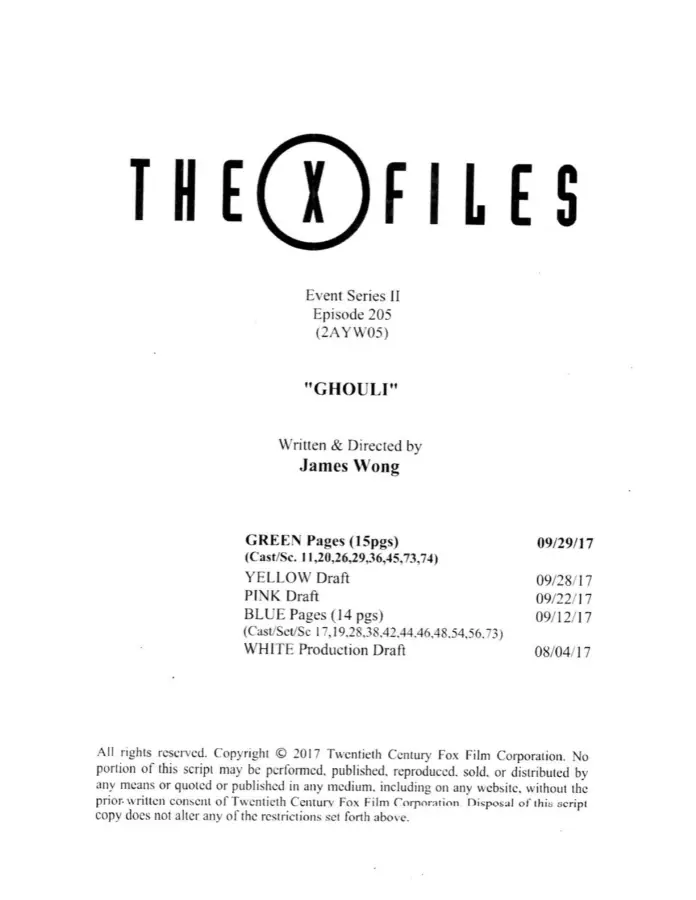 THE X FILES
Event Series II
Episode 205
(2AYW05)
"GHOULI"
Written & Directed by
James Wong
GREEN Pages (15pgs) 09/29/17
(Cast/Sc. 11,20,26,29,36,45,73,74)
YELLOW Draft 09/28/17
PINK Draft 09/22/17
BLUE Pages (14 pgs) 09/12/17
(Cast/Set/Sc 17,19,28,38,42,44,46,48,54,56,73)
WHITE Production Draft 08/04/17
All rights reserved. Copyright © 2017 Twentieth Century Fox Film Corporation. No
portion of this script may be performed, published, reproduced, sold, or distributed by
any means or quoted or published in any medium, including on any website, without the
prior written consent of Twentieth Century Fox Film Corporation. Disposal of this script
copy does not alter any of the restrictions set forth above.